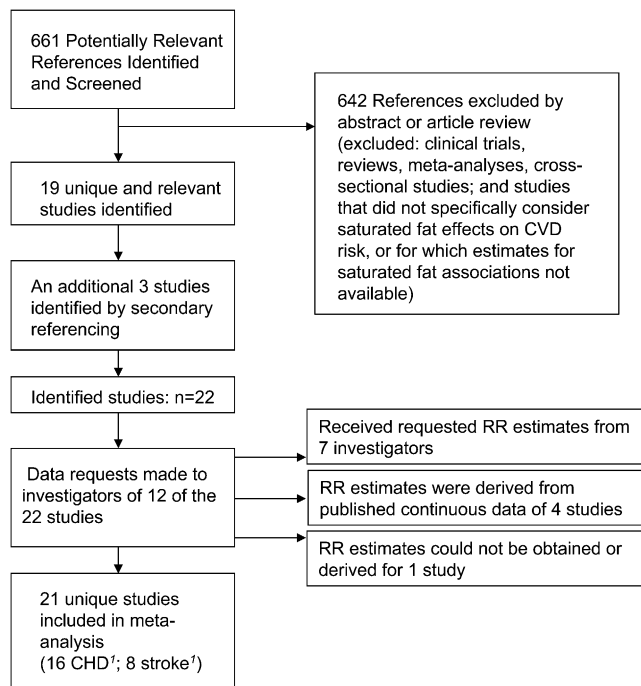 661 Potentially Relevant
References Identified
and Screened
642 References excluded by
abstract or article review
(excluded: clinical trials,
reviews, meta-analyses, cross-
sectional studies; and studies
that did not specifically consider
saturated fat effects on CVD
risk, or for which estimates for
saturated fat associations not
available)
19 unique and relevant
studies identified
An additional 3 studies
identified by secondary
referencing
Identified studies: n=22
Data requests made to
investigators of 12 of the
22 studies
Received requested RR estimates from
7 investigators
RR estimates were derived from
published continuous data of 4 studies
RR estimates could not be obtained or
derived for 1 study
21 unique studies
included in meta-
analysis
(16 CHD¹; 8 stroke¹)